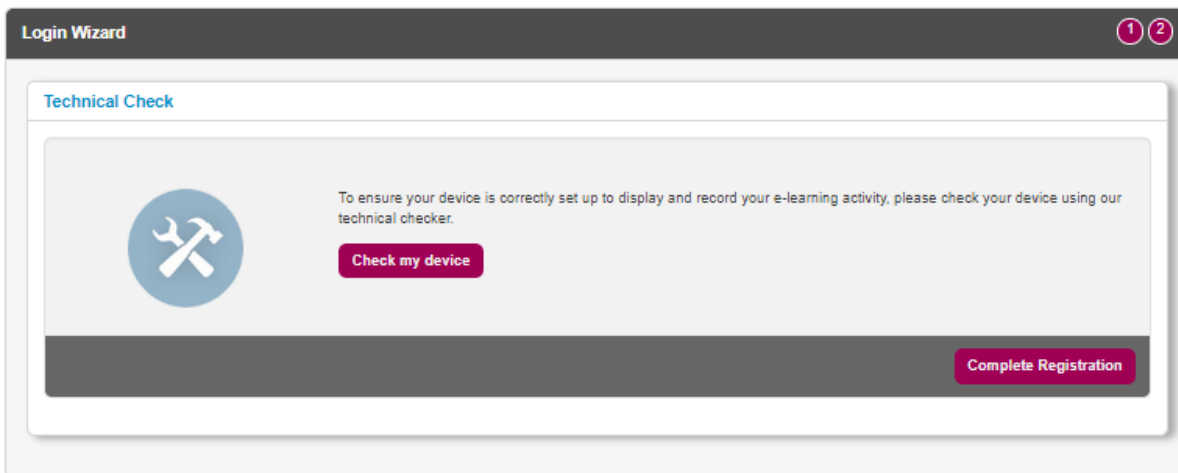 Login Wizard
1 2
Technical Check
To ensure your device is correctly set up to display and record your e-learning activity, please check your device using our
technical checker.
Check my device
Complete Registration